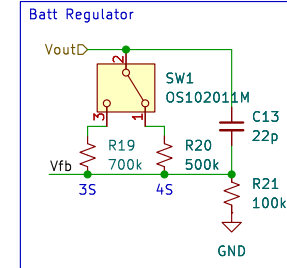 Batt Regulator
Vout
2
SW1
OS102011M
3
1
C13
22p
R19
700k
R20
500k
Vfb
3S
4S
R21
100k
GND